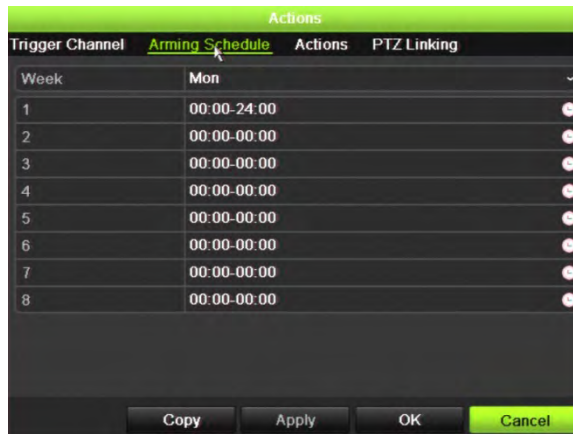 Actions
Trigger Channel Arming Schedule Actions PTZ Linking
Week Mon
1 00:00-24:00
2 00:00-00:00
3 00:00-00:00
4 00:00-00:00
5 00:00-00:00
6 00:00-00:00
7 00:00-00:00
8 00:00-00:00
Copy Apply OK Cancel